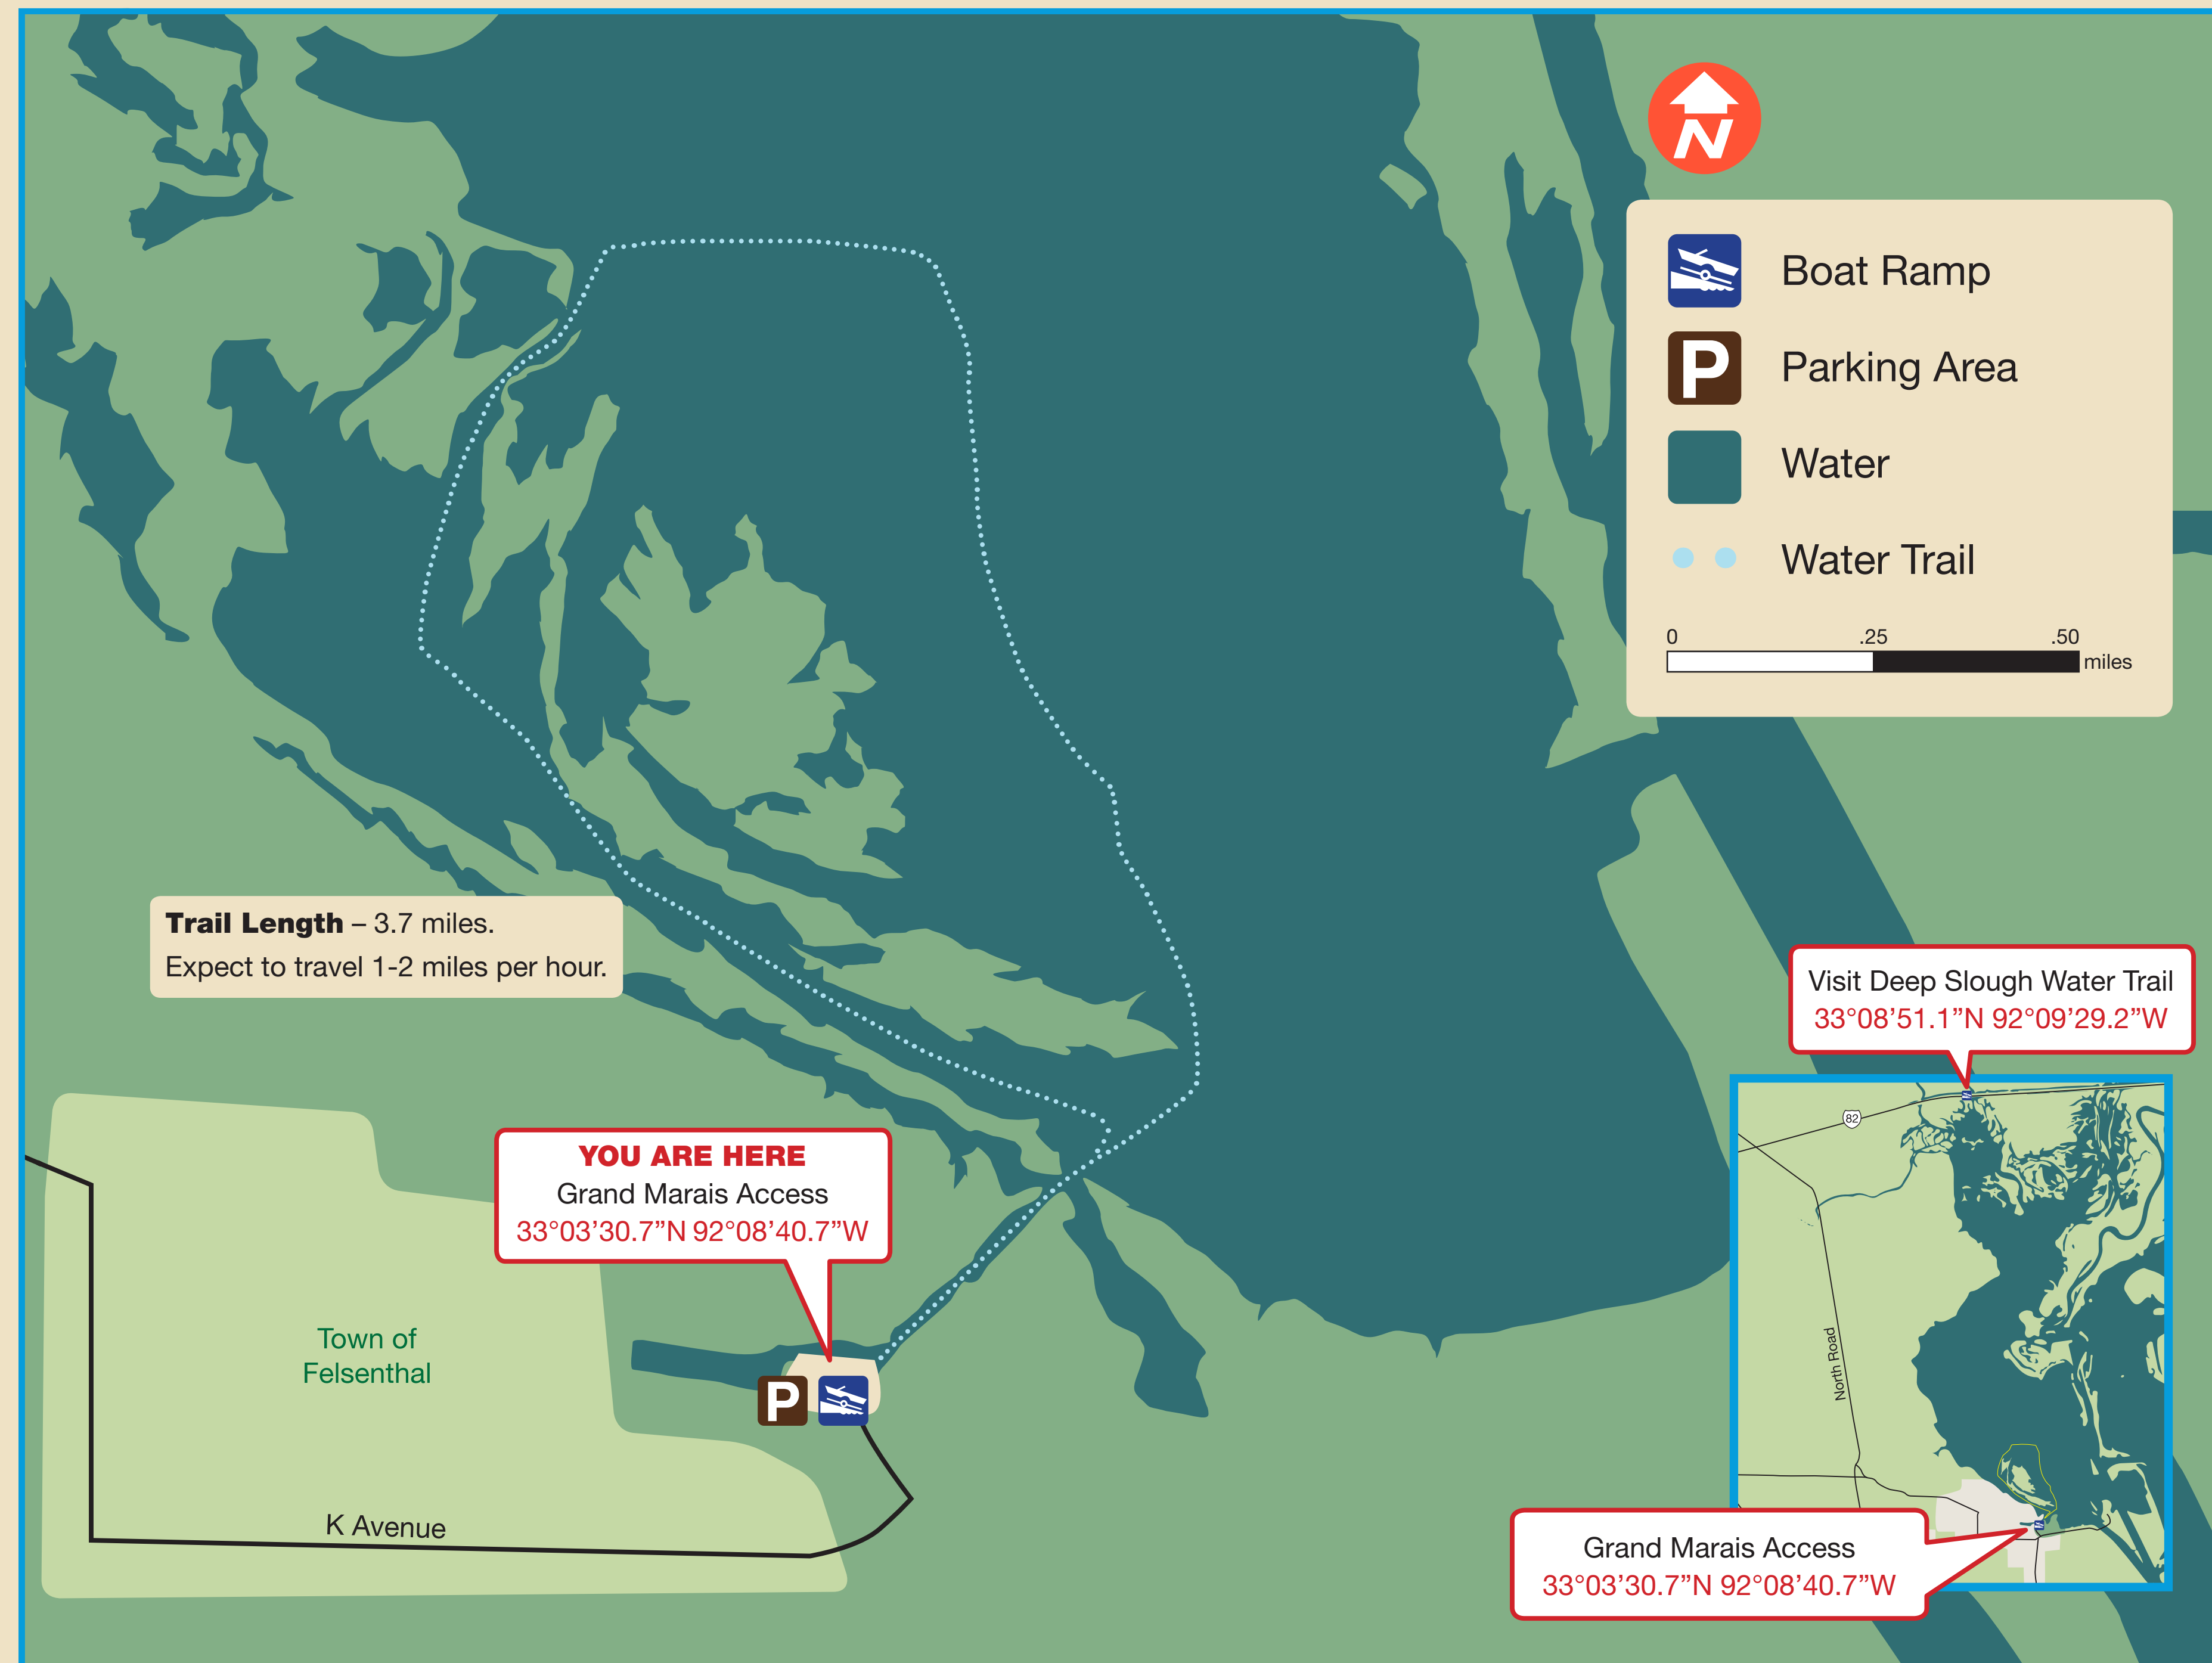 N
Boat Ramp
P
Parking Area
Water
Water Trail
0 .25 .50
miles
Trail Length – 3.7 miles.
Expect to travel 1-2 miles per hour.
Visit Deep Slough Water Trail
33°08’51.1”N 92°09’29.2”W
82
North Road
YOU ARE HERE
Grand Marais Access
33°03’30.7”N 92°08’40.7”W
Town of
Felsenthal
P
K Avenue
Grand Marais Access
33°03’30.7”N 92°08’40.7”W